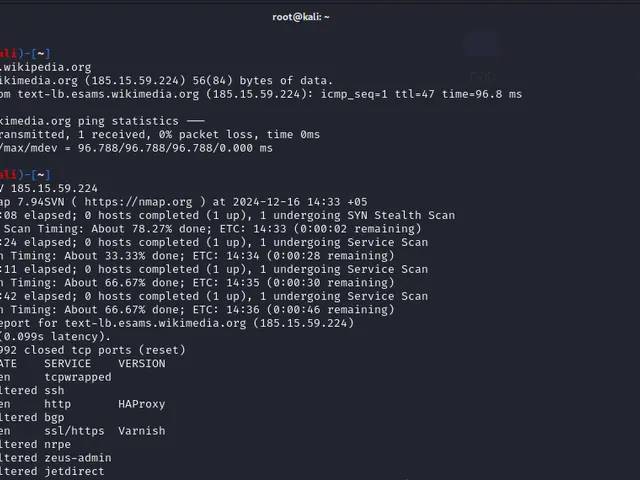 root@kali: ~
ali)-[~]
.wikipedia.org
ikimedia.org (185.15.59.224) 56(84) bytes of data.
om text-lb.esams.wikimedia.org (185.15.59.224): icmp_seq=1 ttl=47 time=96.8 ms
kimedia.org ping statistics ---
ransmitted, 1 received, 0% packet loss, time 0ms
/max/mdev = 96.788/96.788/96.788/0.000 ms
ali)-[~]
V 185.15.59.224
ap 7.94SVN ( https://nmap.org ) at 2024-12-16 14:33 +05
:08 elapsed; 0 hosts completed (1 up), 1 undergoing SYN Stealth Scan
 Scan Timing: About 78.27% done; ETC: 14:33 (0:00:02 remaining)
:24 elapsed; 0 hosts completed (1 up), 1 undergoing Service Scan
n Timing: About 33.33% done; ETC: 14:34 (0:00:28 remaining)
:11 elapsed; 0 hosts completed (1 up), 1 undergoing Service Scan
n Timing: About 66.67% done; ETC: 14:35 (0:00:30 remaining)
:42 elapsed; 0 hosts completed (1 up), 1 undergoing Service Scan
n Timing: About 66.67% done; ETC: 14:36 (0:00:46 remaining)
eport for text-lb.esams.wikimedia.org (185.15.59.224)
(0.099s latency).
992 closed tcp ports (reset)
ATE SERVICE VERSION
en tcpwrapped
ltered ssh
en http HAProxy
ltered bgp
en ssl/https Varnish
ltered nrpe
ltered zeus-admin
ltered jetdirect